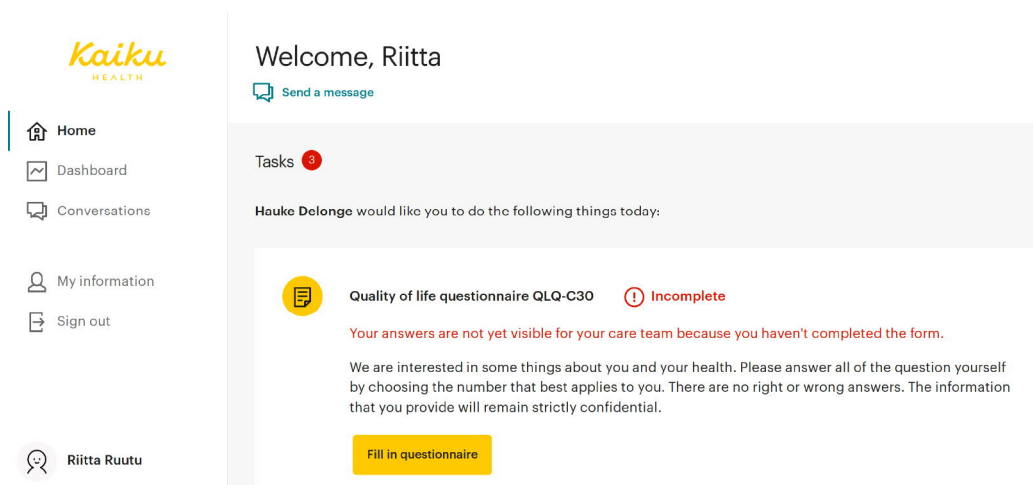 Kaiku
HEALTH
Home
Dashboard
Conversations
My information
Sign out
Riitta Ruutu
Welcome, Riitta
Send a message
Tasks 3
Hauke Delonge would like you to do the following things today:
Quality of life questionnaire QLQ-C30 Incomplete
Your answers are not yet visible for your care team because you haven't completed the form.
We are interested in some things about you and your health. Please answer all of the question yourself
by choosing the number that best applies to you. There are no right or wrong answers. The information
that you provide will remain strictly confidential.
Fill in questionnaire